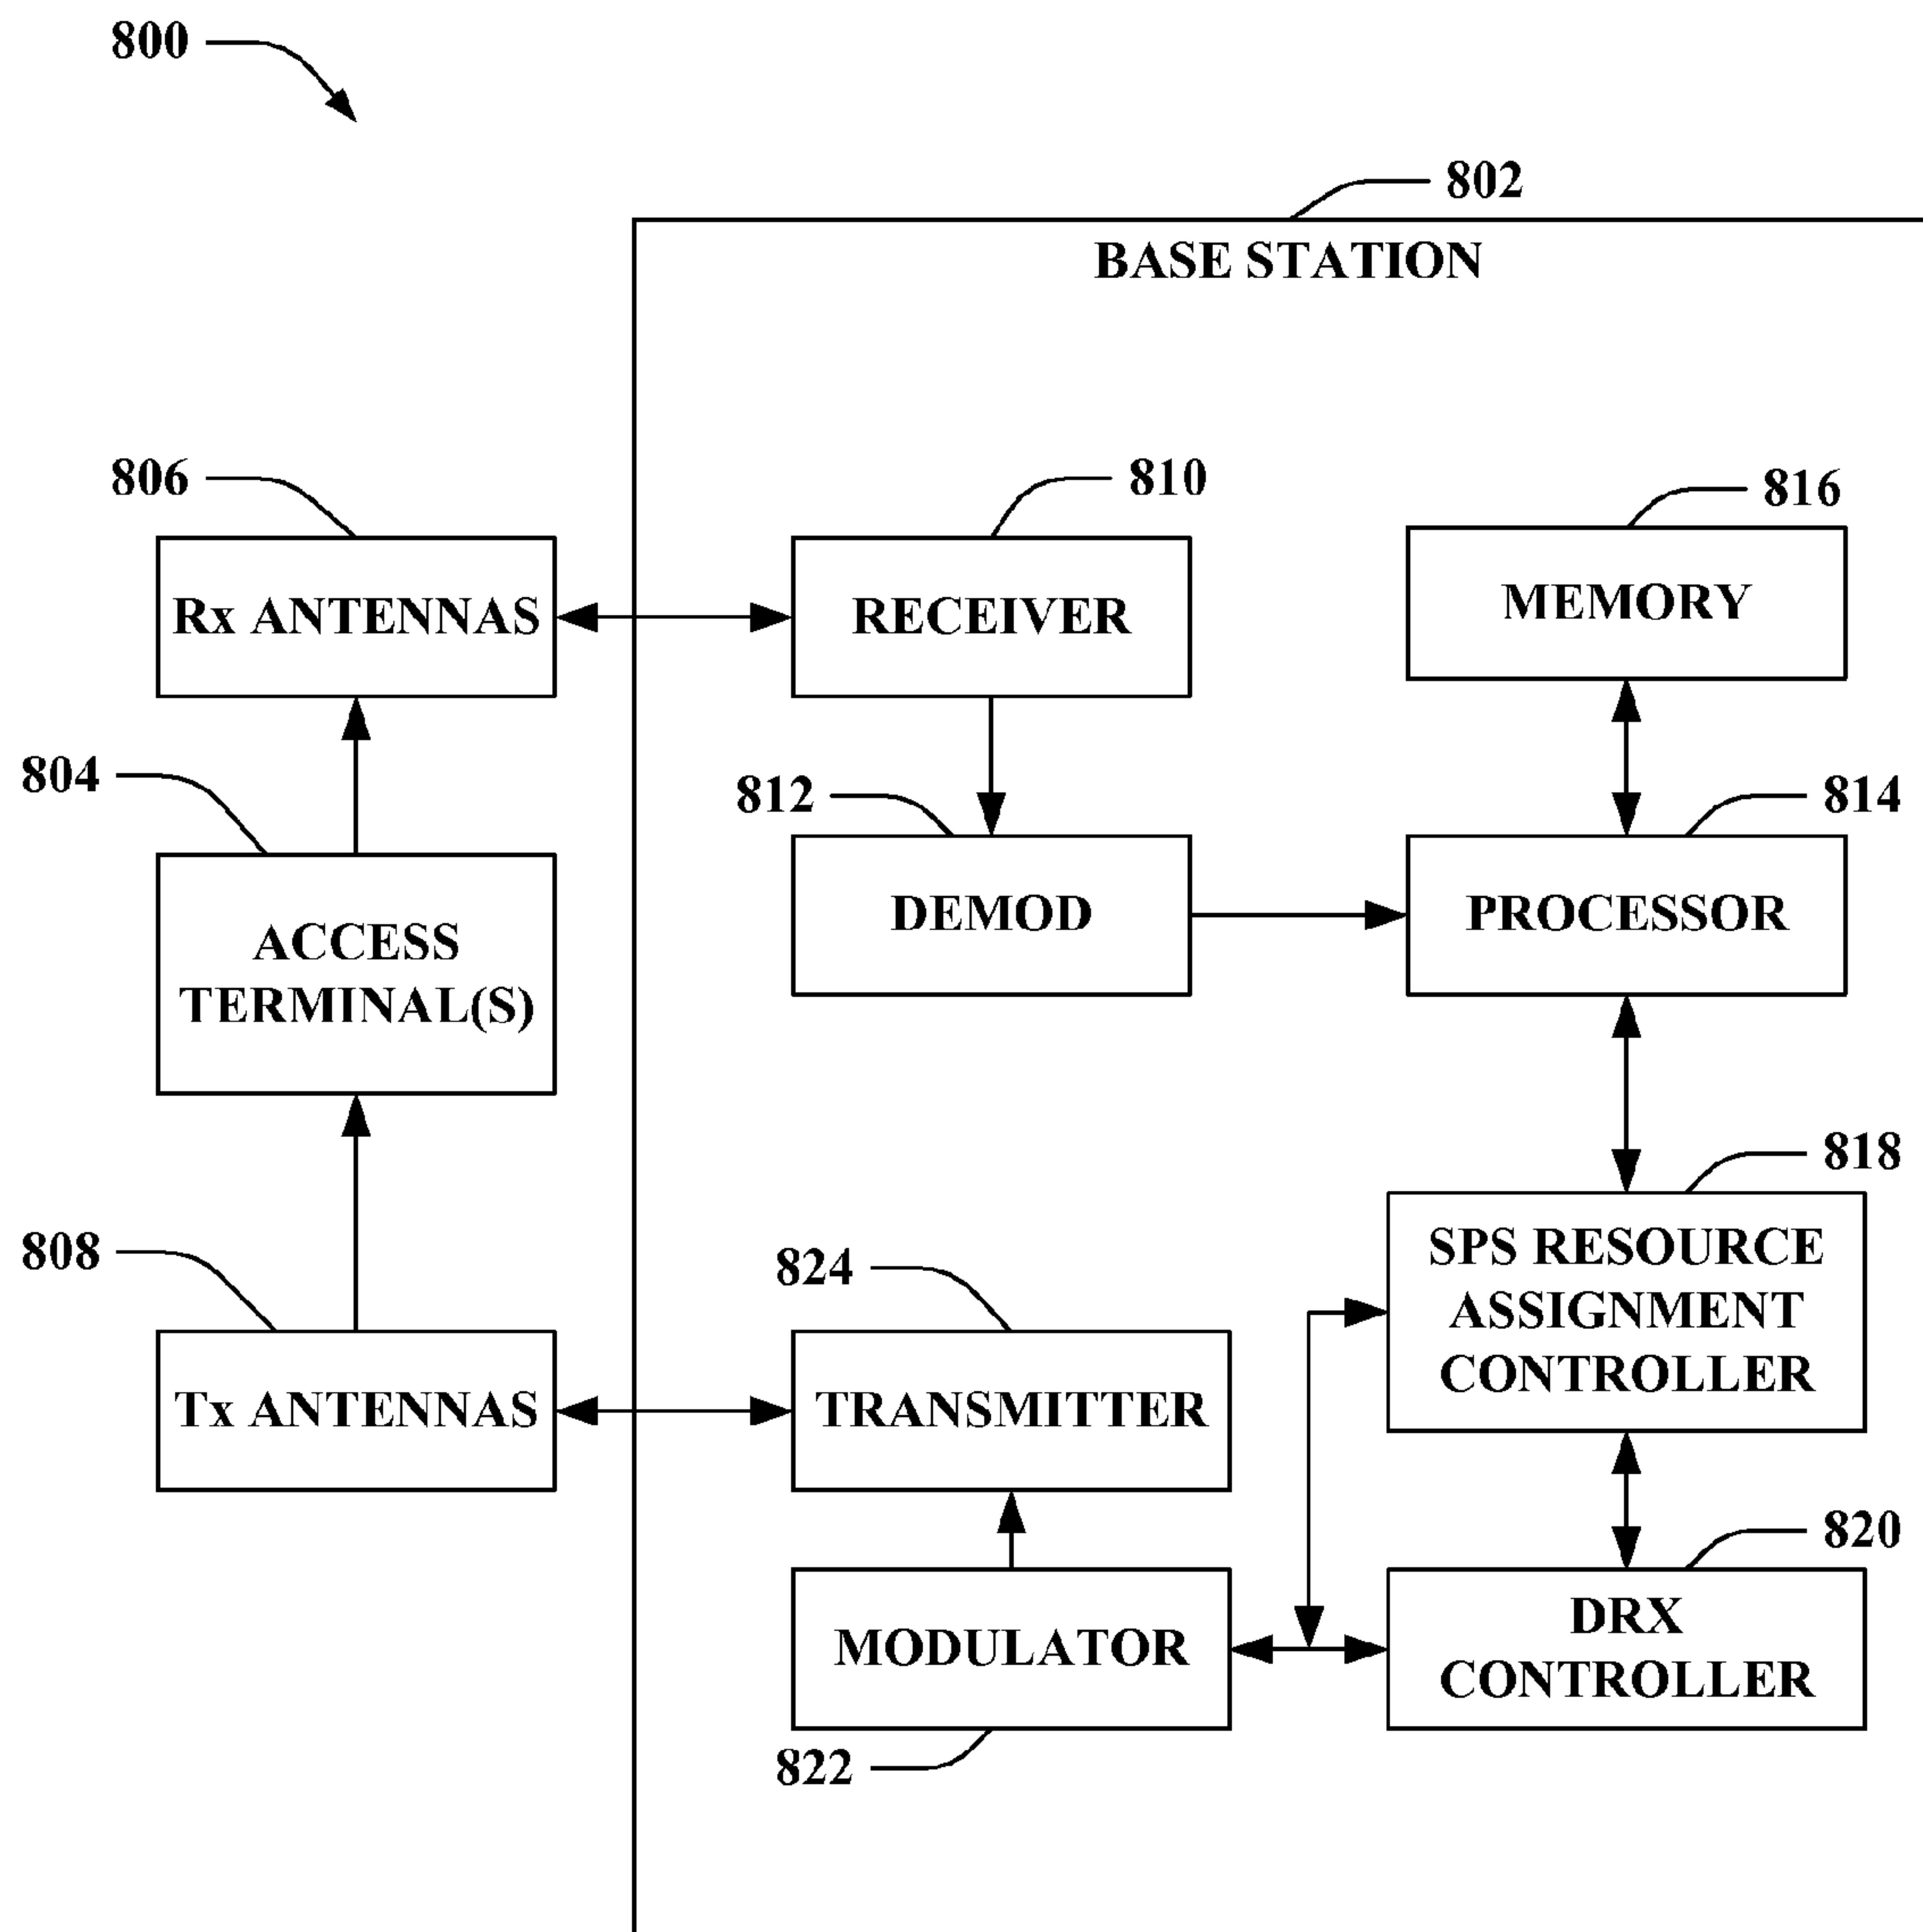 800
802
BASE STATION
806
810
816
Rx ANTENNAS
RECEIVER
MEMORY
804
812
814
ACCESS
TERMINAL(S)
DEMOD
PROCESSOR
818
808
824
SPS RESOURCE
ASSIGNMENT
CONTROLLER
Tx ANTENNAS
TRANSMITTER
820
MODULATOR
DRX
CONTROLLER
822